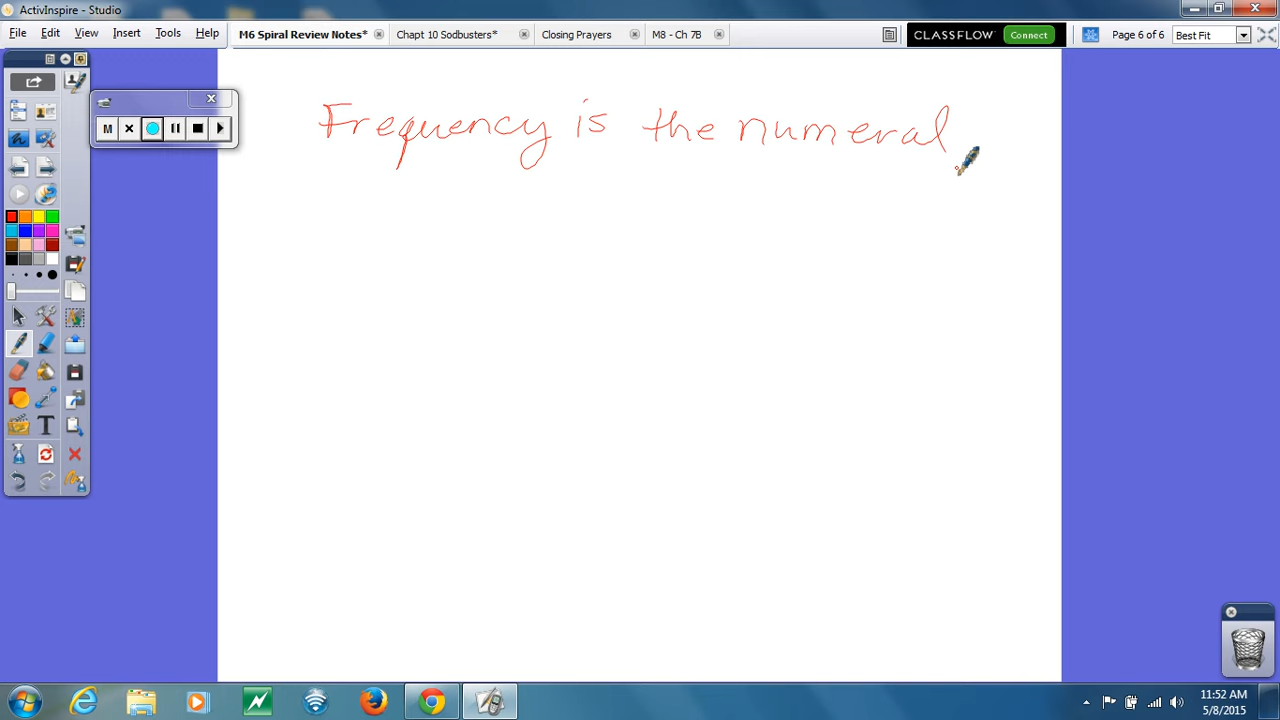 ActivInspire - Studio
File Edit View Insert Tools Help
M6 Spiral Review Notes* Chapt 10 Sodbusters* Closing Prayers M8 - Ch 7B
CLASSFLOW Connect
Page 6 of 6 Best Fit
M
Frequency is the numeral
T
11:52 AM
5/8/2015